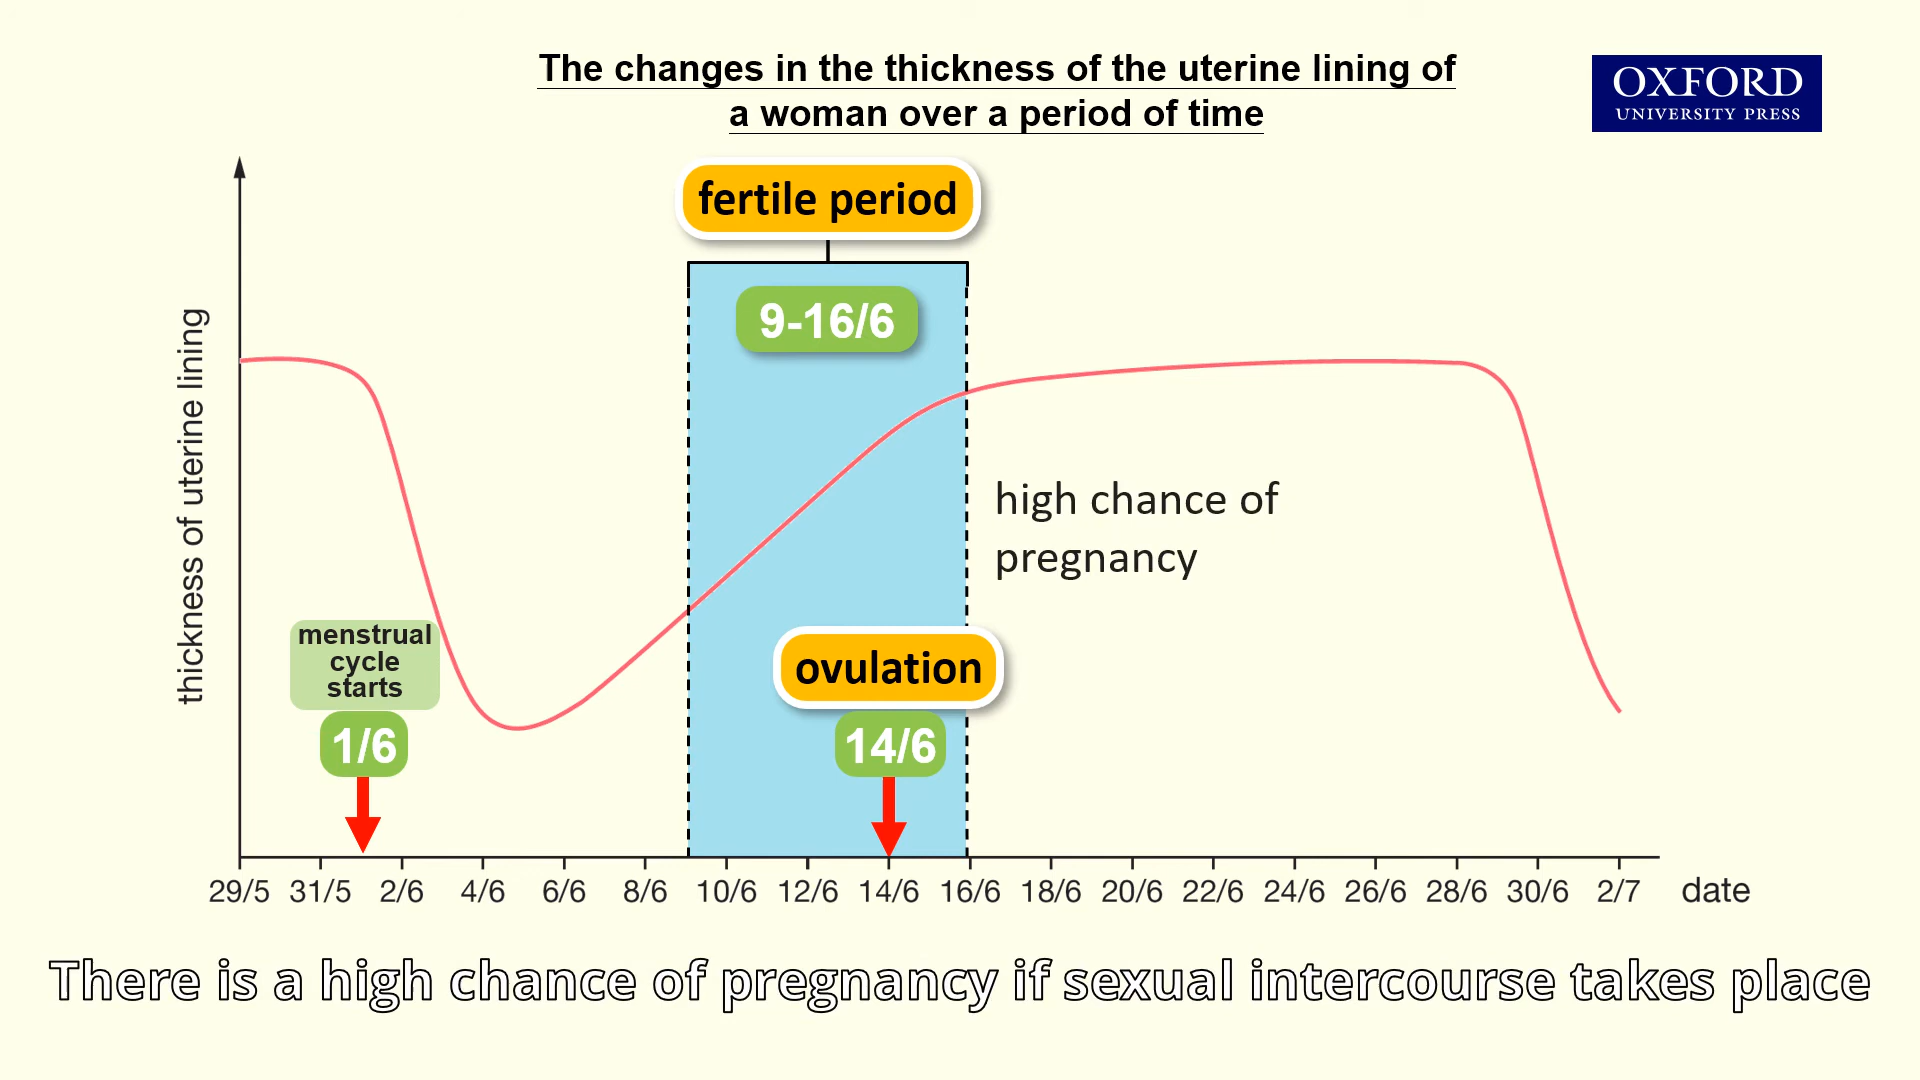 The changes in the thickness of the uterine lining of
a woman over a period of time
OXFORD
UNIVERSITY PRESS
fertile period
9-16/6
thickness of uterine lining
high chance of
pregnancy
menstrual
cycle
starts
1/6
ovulation
14/6
29/5 31/5 2/6 4/6 6/6 8/6 10/6 12/6 14/6 16/6 18/6 20/6 22/6 24/6 26/6 28/6 30/6 2/7 date
There is a high chance of pregnancy if sexual intercourse takes place